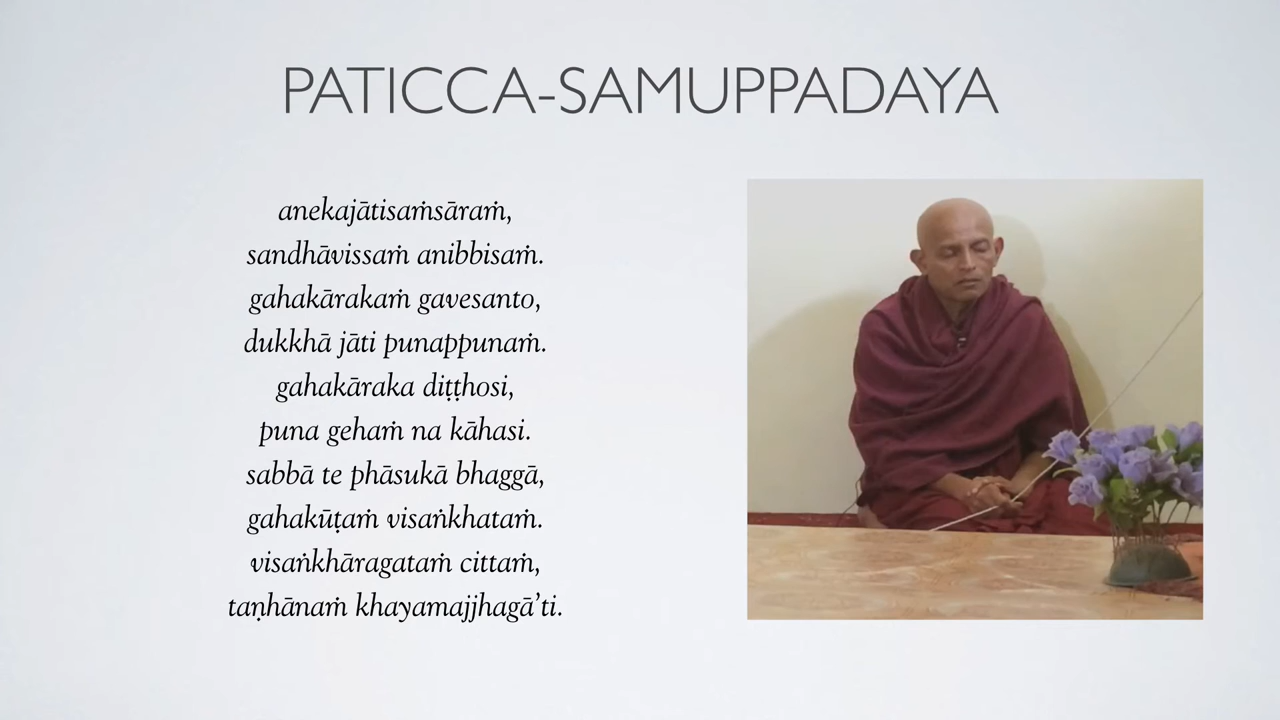 PATICCA-SAMUPPADAYA
anekajātisaṁsāraṁ,
sandhāvissaṁ anibbisaṁ.
gahakārakaṁ gavesanto,
dukkhā jāti punappunaṁ.
gahakāraka diṭṭhosi,
puna gehaṁ na kāhasi.
sabbā te phāsukā bhaggā,
gahakūṭaṁ visaṅkhataṁ.
visaṅkhāragataṁ cittaṁ,
taṇhānaṁ khayamajjhagā’ti.